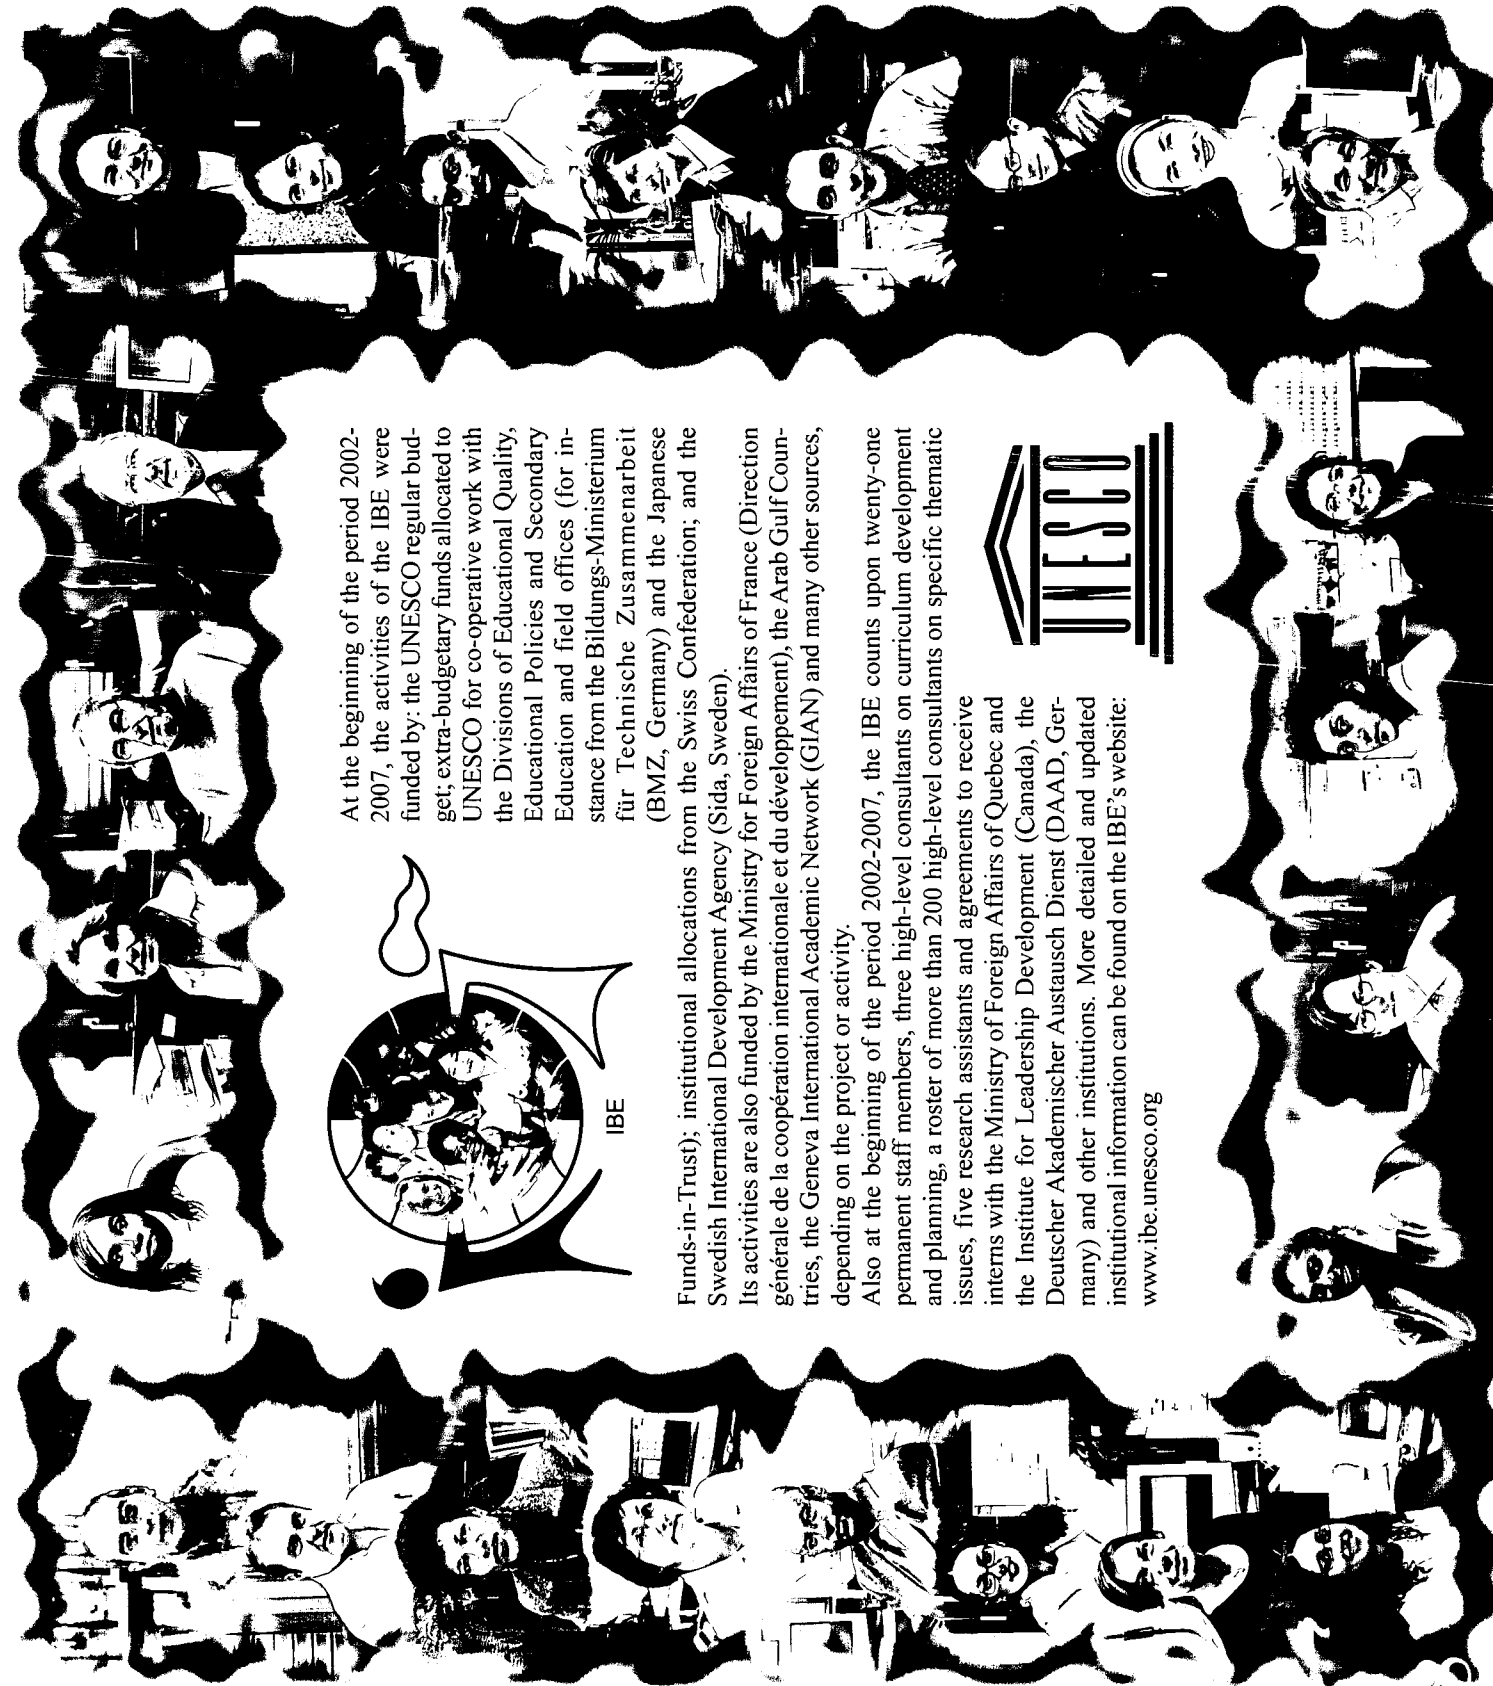 At the beginning of the period 2002-
2007, the activities of the IBE were
funded by: the UNESCO regular bud-
get; extra-budgetary funds allocated to
UNESCO for co-operative work with
the Divisions of Educational Quality,
Educational Policies and Secondary
Education and field offices (for in-
stance from the Bildungs-Ministerium
für Technische Zusammenarbeit
(BMZ, Germany) and the Japanese
IBE
Funds-in-Trust); institutional allocations from the Swiss Confederation; and the
Swedish International Development Agency (Sida, Sweden).
Its activities are also funded by the Ministry for Foreign Affairs of France (Direction
générale de la coopération internationale et du développement), the Arab Gulf Coun-
tries, the Geneva International Academic Network (GIAN) and many other sources,
depending on the project or activity.
Also at the beginning of the period 2002-2007, the IBE counts upon twenty-one
permanent staff members, three high-level consultants on curriculum development
and planning, a roster of more than 200 high-level consultants on specific thematic
issues, five research assistants and agreements to receive
interns with the Ministry of Foreign Affairs of Quebec and
the Institute for Leadership Development (Canada), the
Deutscher Akademischer Austausch Dienst (DAAD, Ger-
many) and other institutions. More detailed and updated
institutional information can be found on the IBE's website:
www.ibe.unesco.org
UNESCO